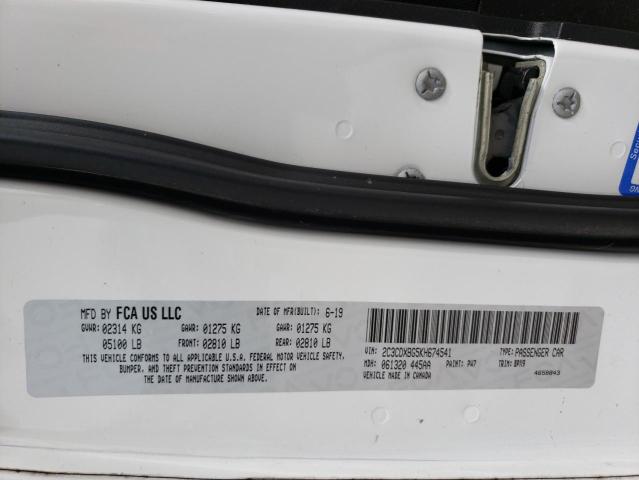 MFD BY FCA US LLC DATE OF MFR(BUILT): 6-19
GVWR: 02314 KG GAWR: 01275 KG GAWR: 01275 KG
05100 LB FRONT: 02810 LB REAR: 02810 LB
THIS VEHICLE CONFORMS TO ALL APPLICABLE U.S.A. FEDERAL MOTOR VEHICLE SAFETY,
BUMPER, AND THEFT PREVENTION STANDARDS IN EFFECT ON
THE DATE OF MANUFACTURE SHOWN ABOVE.
VIN: 2C3CDXBG5KH674541 TYPE: PASSENGER CAR
MDH: 061320 445AA PAINT: PW7 TRIM: BPX9
VEHICLE MADE IN CANADA 4659843